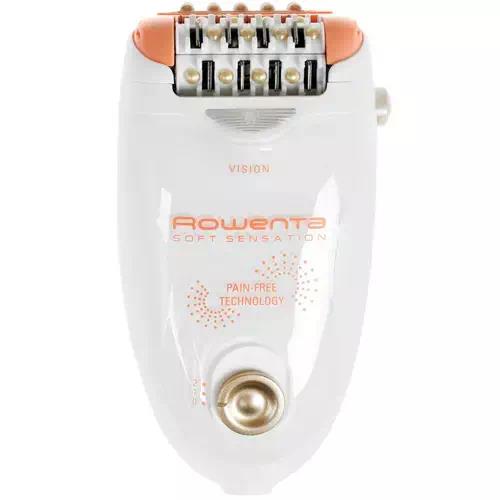 VISION
Rowenta
SOFT SENSATION
PAIN-FREE
TECHNOLOGY